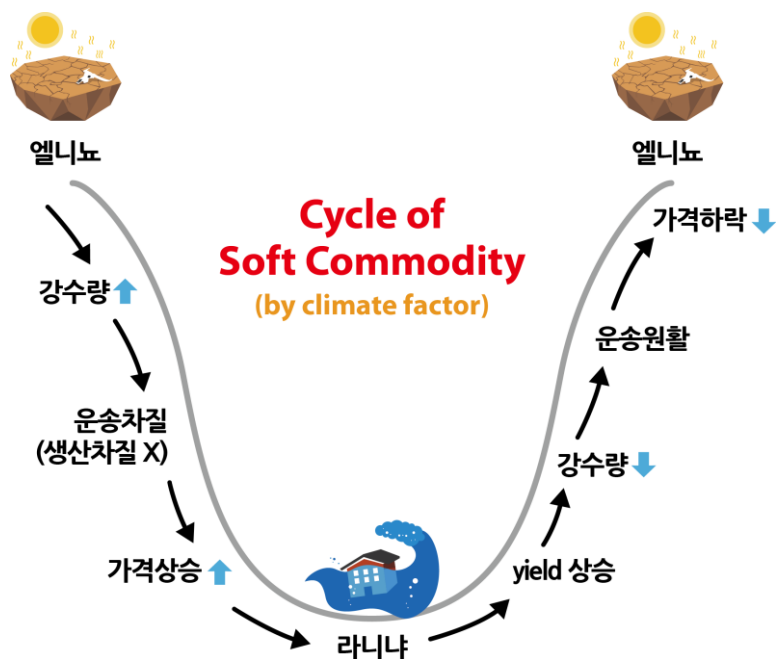 엘니뇨
강수량
운송차질
(생산차질 X)
가격상승
라니냐
Cycle of
Soft Commodity
(by climate factor)
yield 상승
강수량
운송원활
가격하락
엘니뇨